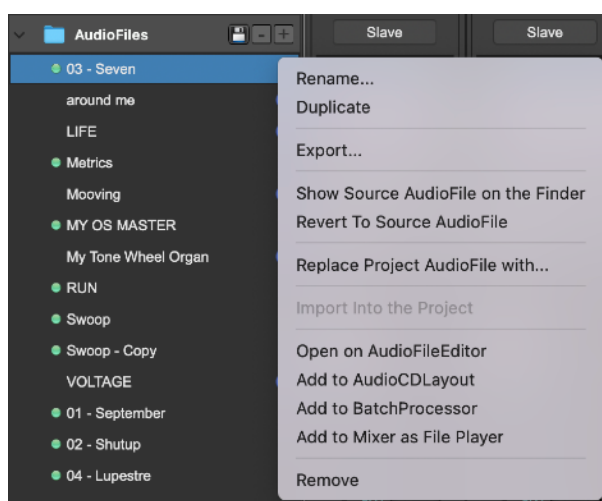 AudioFiles - +
Slave
Slave
03 - Seven
around me
LIFE
Metrics
Mooving
MY OS MASTER
My Tone Wheel Organ
RUN
Swoop
Swoop - Copy
VOLTAGE
01 - September
02 - Shutup
04 - Lupestre
Rename...
Duplicate
Export...
Show Source AudioFile on the Finder
Revert To Source AudioFile
Replace Project AudioFile with...
Import Into the Project
Open on AudioFileEditor
Add to AudioCDLayout
Add to BatchProcessor
Add to Mixer as File Player
Remove